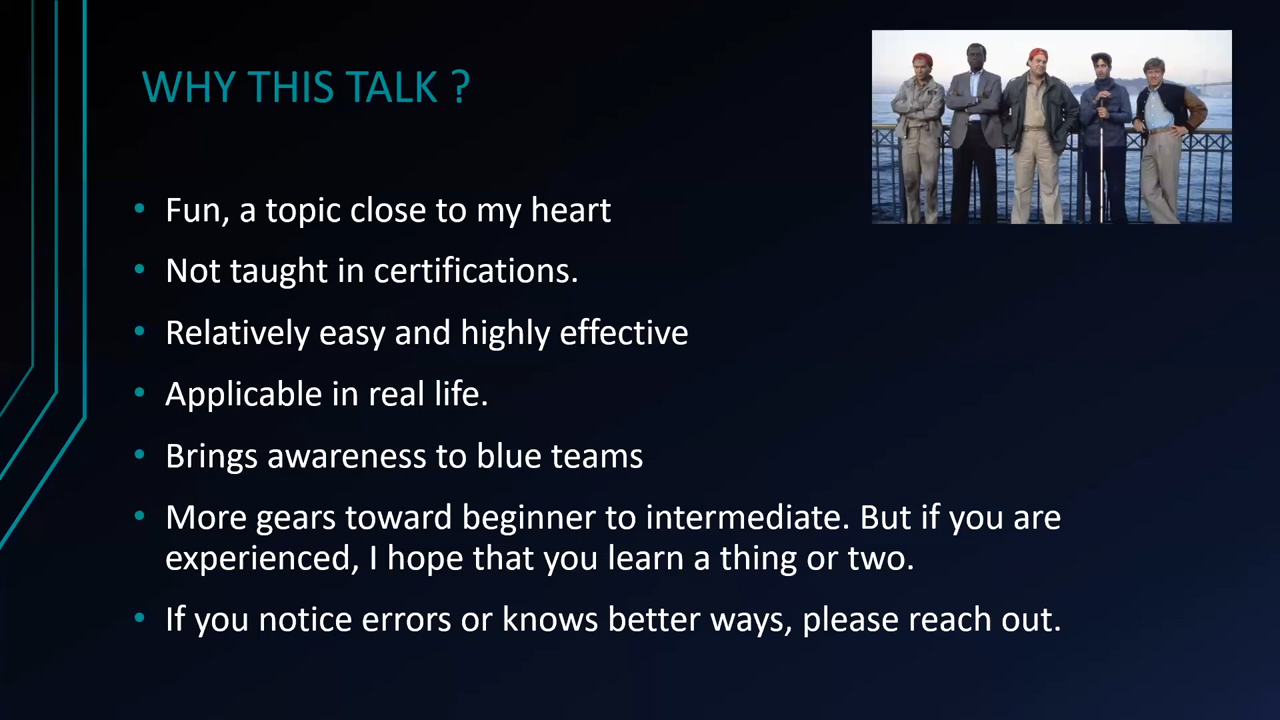 WHY THIS TALK ?
• Fun, a topic close to my heart
• Not taught in certifications.
• Relatively easy and highly effective
• Applicable in real life.
• Brings awareness to blue teams
• More gears toward beginner to intermediate. But if you are
experienced, I hope that you learn a thing or two.
• If you notice errors or knows better ways, please reach out.